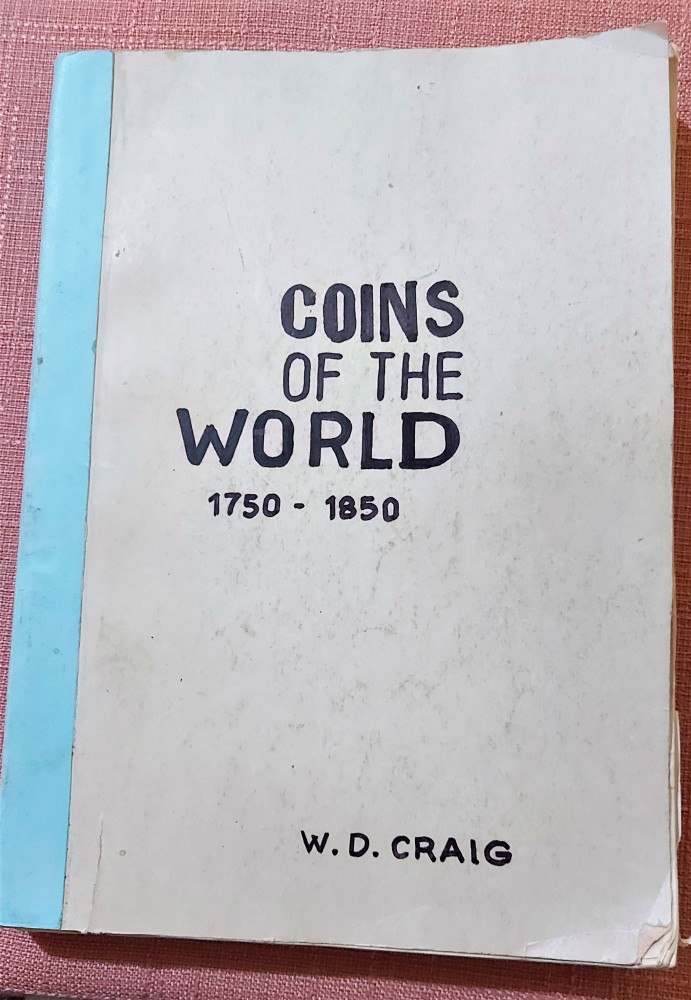 COINS
OF THE
WORLD
1750 - 1850
W. D. CRAIG